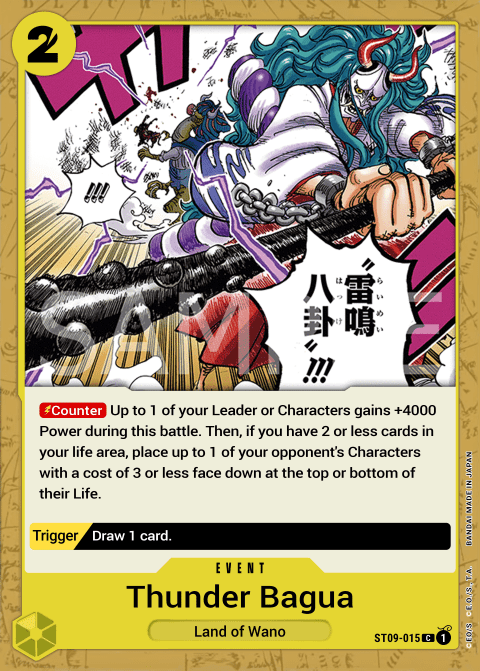 2
!!!
"雷鳴
らいめい
八卦"!!!
はっけ
SAMPLE
Counter Up to 1 of your Leader or Characters gains +4000
Power during this battle. Then, if you have 2 or less cards in
your life area, place up to 1 of your opponent's Characters
with a cost of 3 or less face down at the top or bottom of
their Life.
Trigger Draw 1 card.
EVENT
Thunder Bagua
Land of Wano
ST09-015 C 1
©E.O/S. ©E.O./S.,T.A. BANDAI MADE IN JAPAN